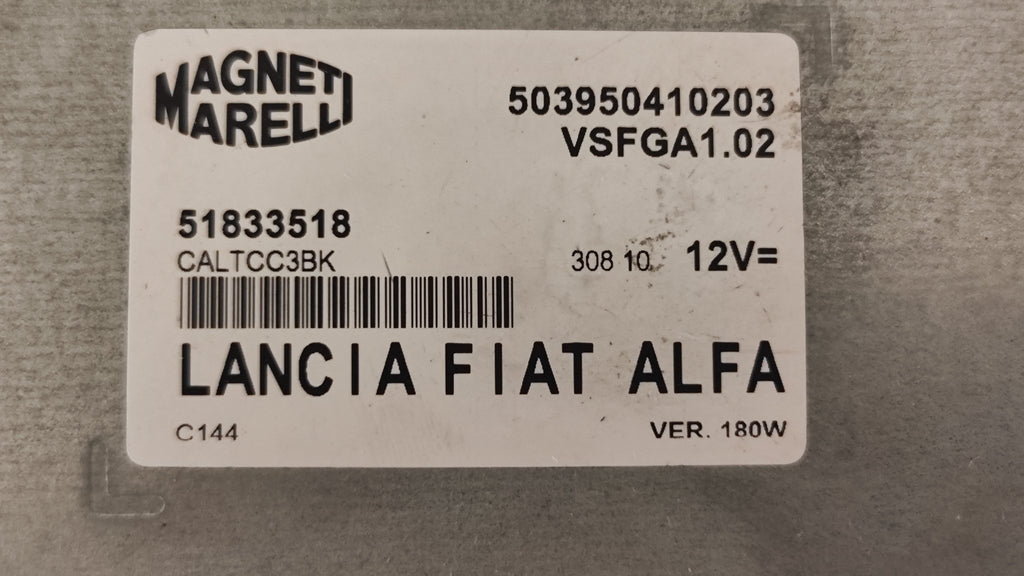 MAGNETI
MARELLI
503950410203
VSFGA1.02
51833518
CALTCC3BK
308 10 12V=
LANCIA FIAT ALFA
C144 VER. 180W